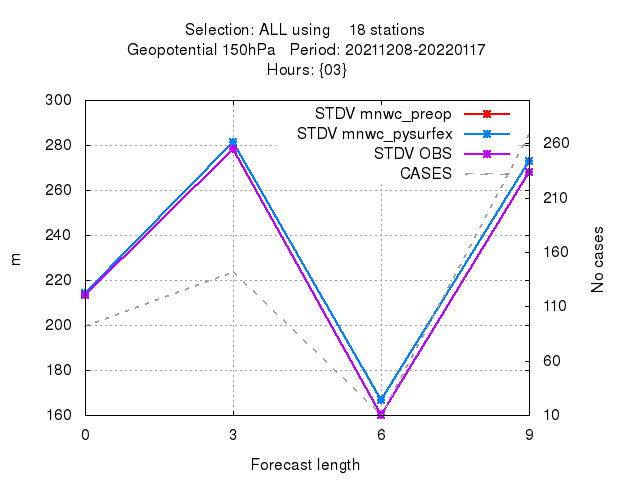 Selection: ALL using    18 stations
Geopotential 150hPa   Period: 20211208-20220117
Hours: {03}
STDV mnwc_preop
STDV mnwc_pysurfex
STDV OBS
CASES
300
280
260
240
220
200
180
160
m
260
210
160
110
60
10
No cases
0 3 6 9
Forecast length